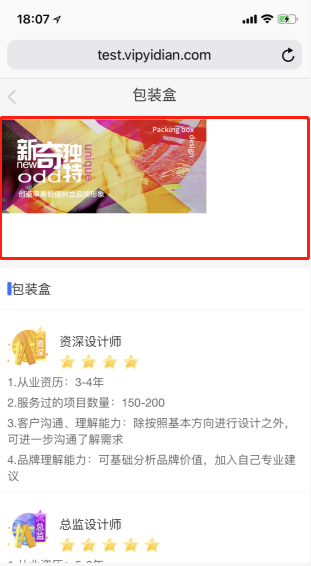 18:07
test.vipyidian.com
包装盒
Packing box
design
新奇独特
new
odd
unique
创造审美价值树立品牌形象
包装盒
资深
资深设计师
1.从业资历：3-4年
2.服务过的项目数量：150-200
3.客户沟通、理解能力：除按照基本方向进行设计之外，
可进一步沟通了解需求
4.品牌理解能力：可基础分析品牌价值，加入自己专业建
议
总监
总监设计师